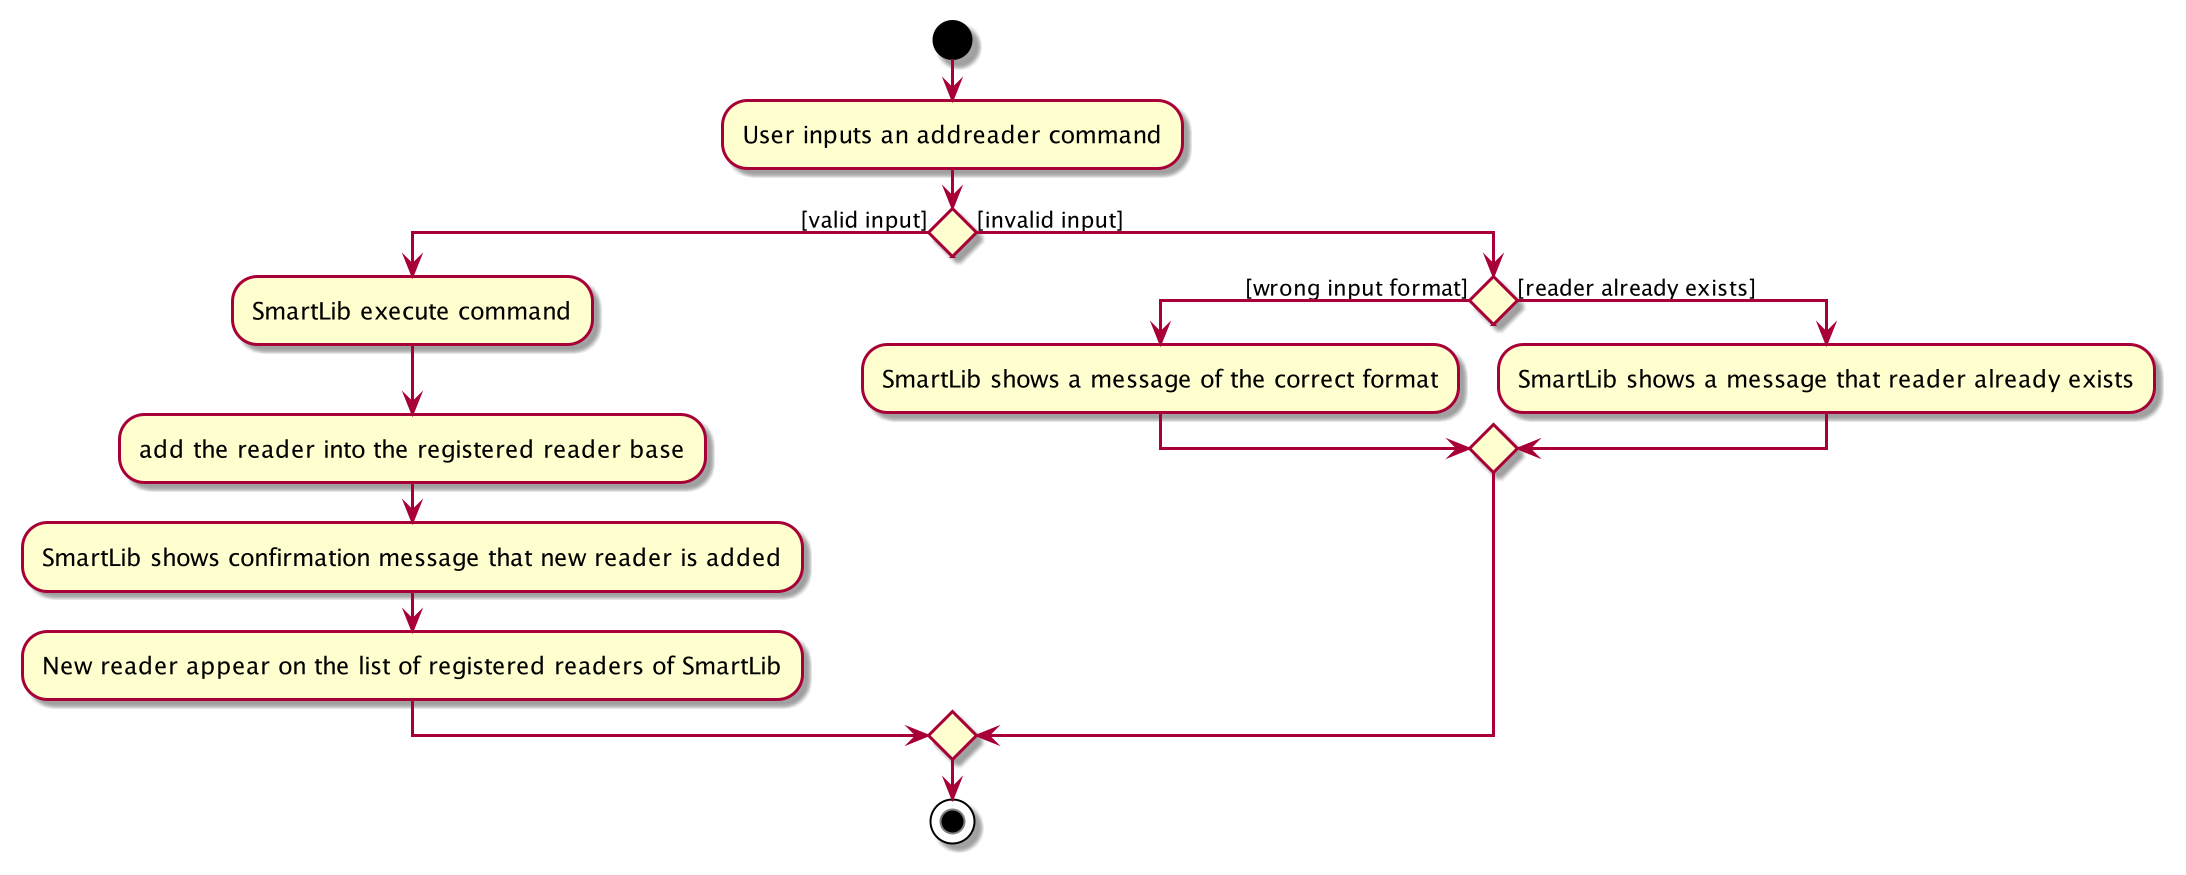 User inputs an addreader command
[valid input]
[invalid input]
[wrong input format]
[reader already exists]
SmartLib execute command
SmartLib shows a message of the correct format
SmartLib shows a message that reader already exists
add the reader into the registered reader base
SmartLib shows confirmation message that new reader is added
New reader appear on the list of registered readers of SmartLib